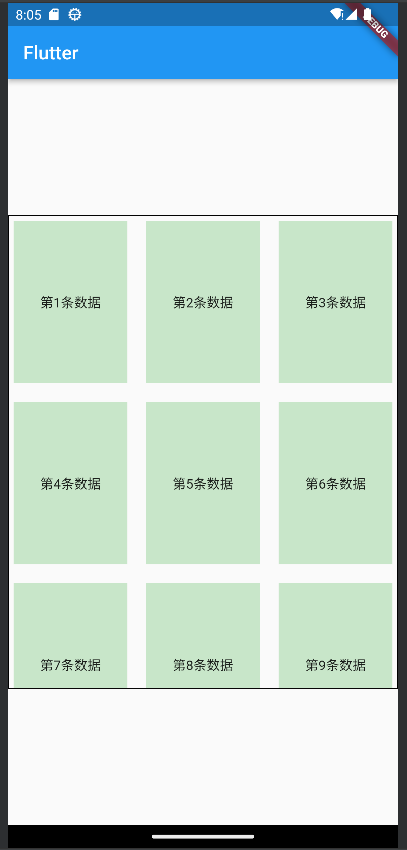 8:05
DEBUG
Flutter
第1条数据
第2条数据
第3条数据
第4条数据
第5条数据
第6条数据
第7条数据
第8条数据
第9条数据